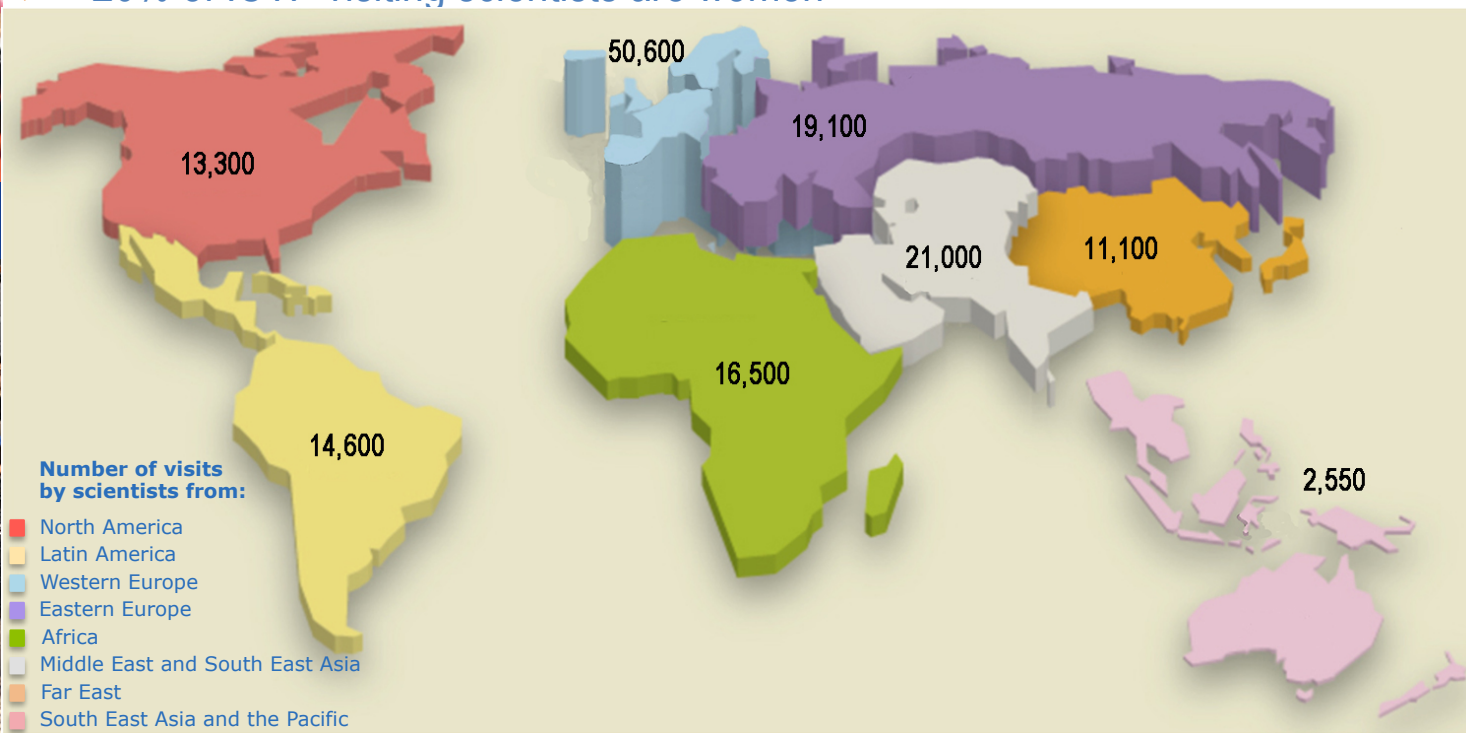 50,600
19,100
13,300
21,000
11,100
16,500
14,600
2,550
Number of visits
by scientists from:
North America
Latin America
Western Europe
Eastern Europe
Africa
Middle East and South East Asia
Far East
South East Asia and the Pacific